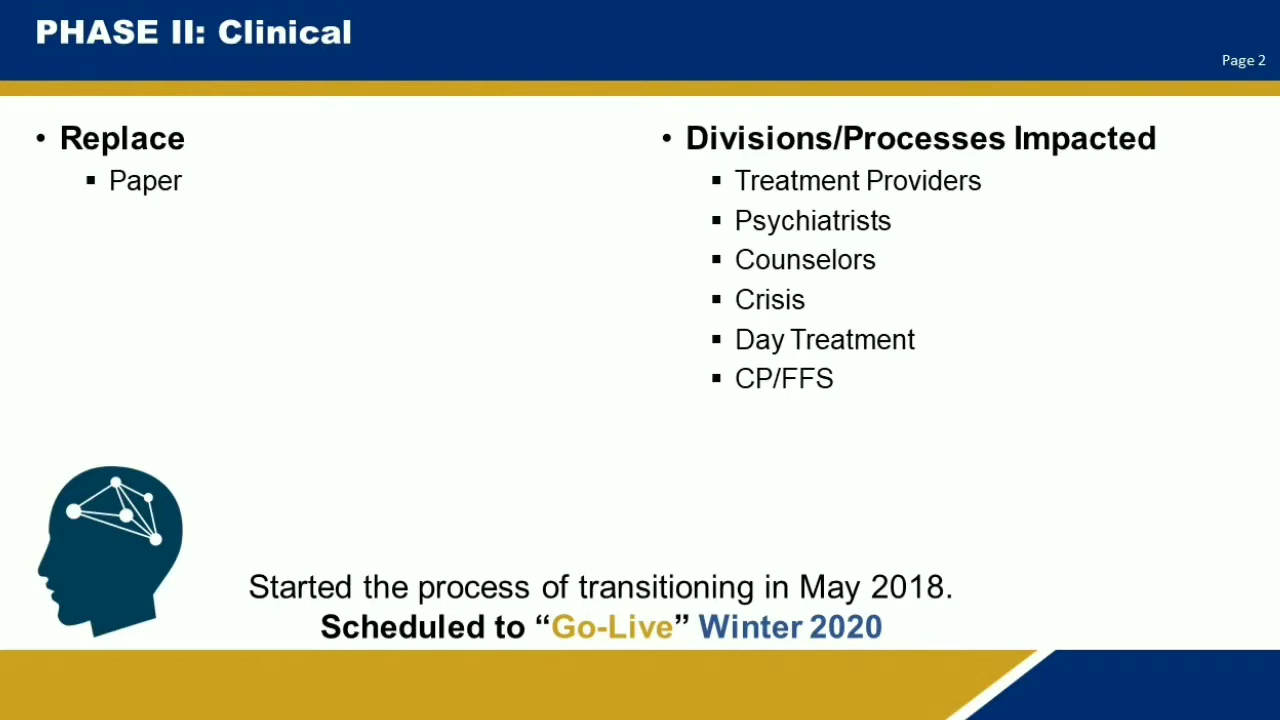 PHASE II: Clinical
Page 2
• Replace
▪ Paper
• Divisions/Processes Impacted
▪ Treatment Providers
▪ Psychiatrists
▪ Counselors
▪ Crisis
▪ Day Treatment
▪ CP/FFS
Started the process of transitioning in May 2018.
Scheduled to “Go-Live” Winter 2020